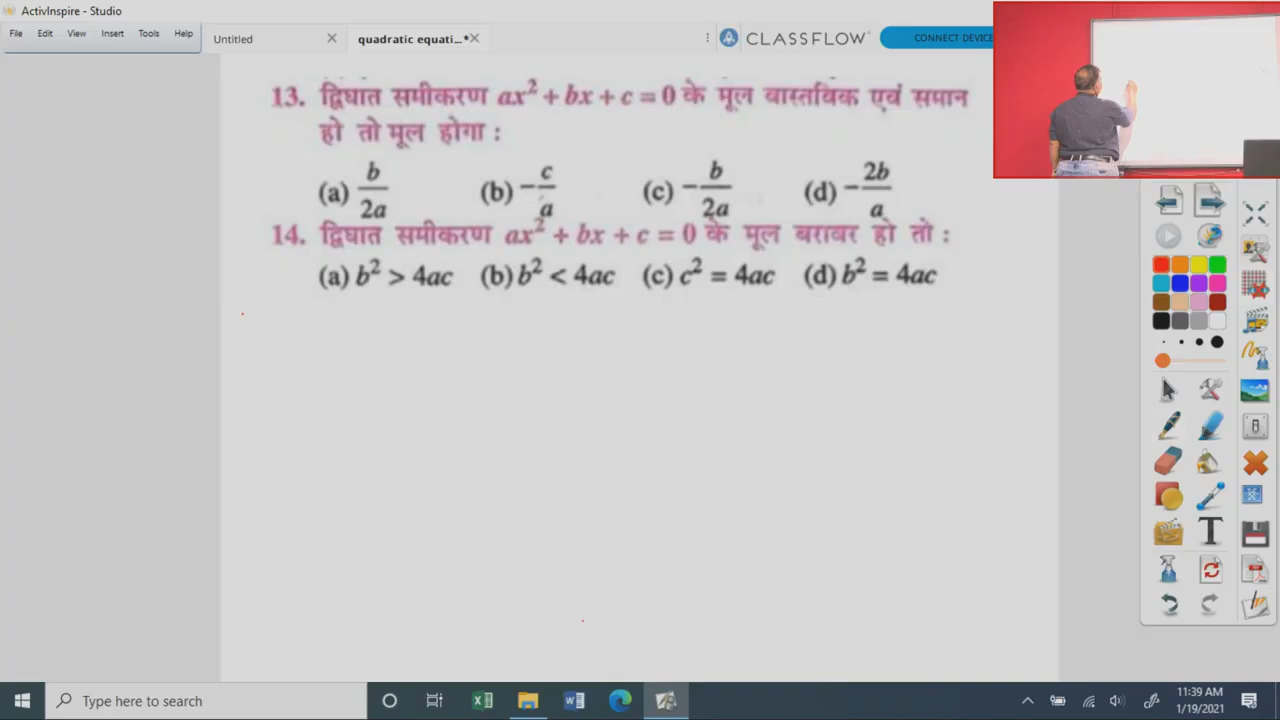 ActivInspire - Studio
File Edit View Insert Tools Help
Untitled
quadratic equati...*
CLASSFLOW
CONNECT DEVICE
13. द्विघात समीकरण ax² + bx + c = 0 के मूल वास्तविक एवं समान
हो तो मूल होगा :
(a) b/2a (b) -c/a (c) -b/2a (d) -2b/a
14. द्विघात समीकरण ax² + bx + c = 0 के मूल बराबर हो तो :
(a) b² > 4ac (b) b² < 4ac (c) c² = 4ac (d) b² = 4ac
Type here to search
11:39 AM
1/19/2021